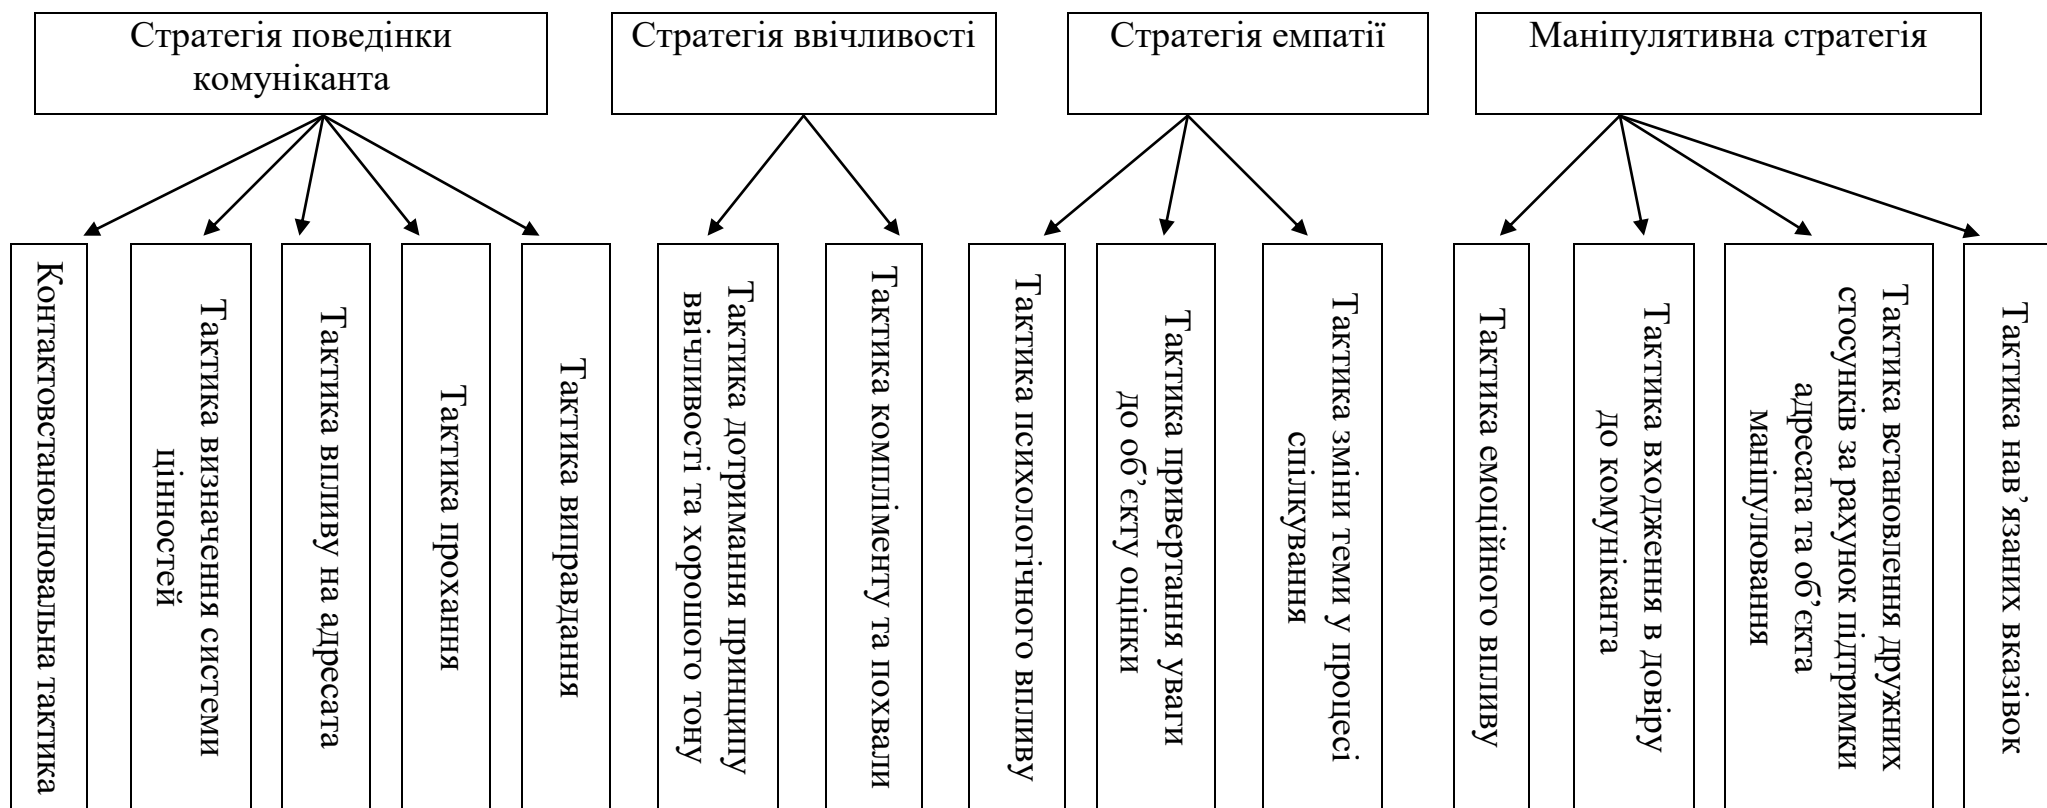 Стратегія поведінки
комуніканта
Стратегія ввічливості
Стратегія емпатії
Маніпулятивна стратегія
Контактовстановлювальна тактика
Тактика визначення системи
цінностей
Тактика впливу на адресата
Тактика прохання
Тактика виправдання
Тактика дотримання принципу
ввічливості та хорошого тону
Тактика компліменту та похвали
Тактика психологічного впливу
Тактика привертання уваги
до об’єкту оцінки
Тактика зміни теми у процесі
спілкування
Тактика емоційного впливу
Тактика входження в довіру
до комуніканта
Тактика встановлення дружних
стосунків за рахунок підтримки
адресата та об’єкта
маніпулювання
Тактика нав’язаних вказівок